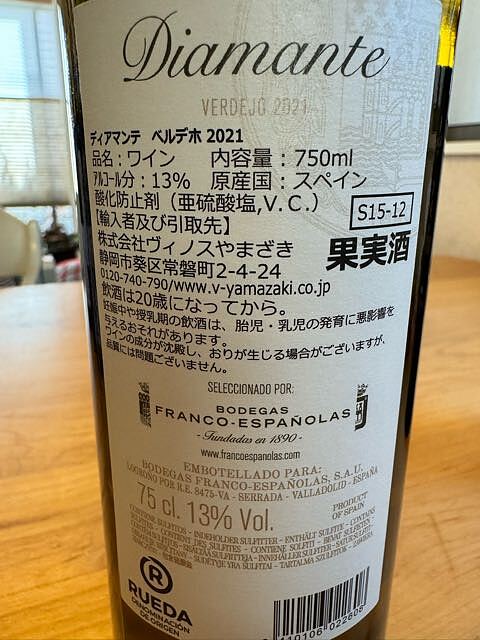 Diamante
VERDEJO 2021
ディアマンテ ベルデホ 2021
品名：ワイン 内容量：750ml
アルコール分：13% 原産国：スペイン
酸化防止剤（亜硫酸塩,V.C.）
S15-12
【輸入者及び引取先】
株式会社ヴィノスやまざき
果実酒
静岡市葵区常磐町2-4-24
0120-740-790/www.v-yamazaki.co.jp
飲酒は20歳になってから。
妊娠中や授乳期の飲酒は、胎児・乳児の発育に悪影響を
与えるおそれがあります。
ワインの成分が沈殿し、おりが生じる場合がございますが、
品質には問題ございません。
SELECCIONADO POR:
BODEGAS
FRANCO-ESPAÑOLAS
- Fundadas en 1890 -
www.francoespanolas.com
EMBOTELLADO PARA:
BODEGAS FRANCO-ESPAÑOLAS, S.A.U.
LOGROÑO POR R.E. 8475-VA - SERRADA - VALLADOLID - ESPAÑA
75 cl. 13% Vol.
PRODUCT
OF SPAIN
CONTIENE SULFITOS - INDEHOLDER SULFITTER - ENTHÄLT SULFITE - CONTAINS
R
RUEDA
DENOMINACIÓN
DE ORIGEN